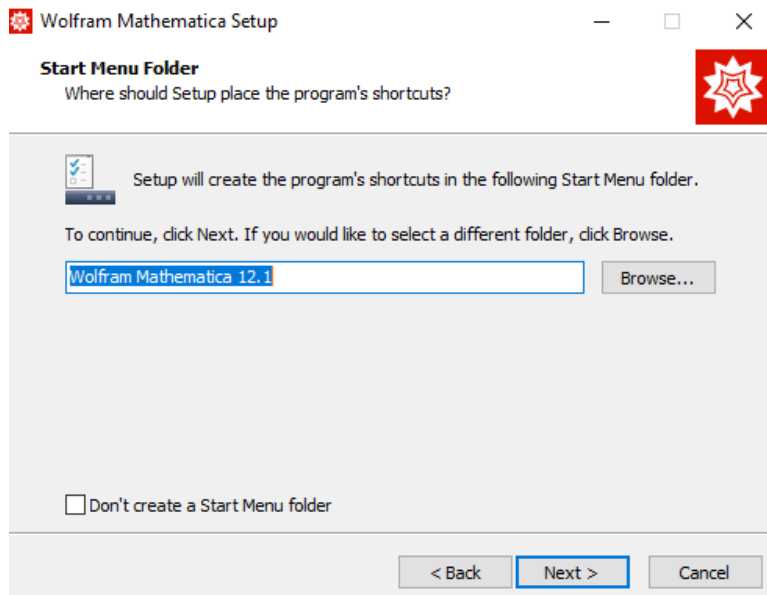 Wolfram Mathematica Setup
Start Menu Folder
Where should Setup place the program's shortcuts?
Setup will create the program's shortcuts in the following Start Menu folder.
To continue, click Next. If you would like to select a different folder, click Browse.
Wolfram Mathematica 12.1
Browse...
Don't create a Start Menu folder
< Back
Next >
Cancel